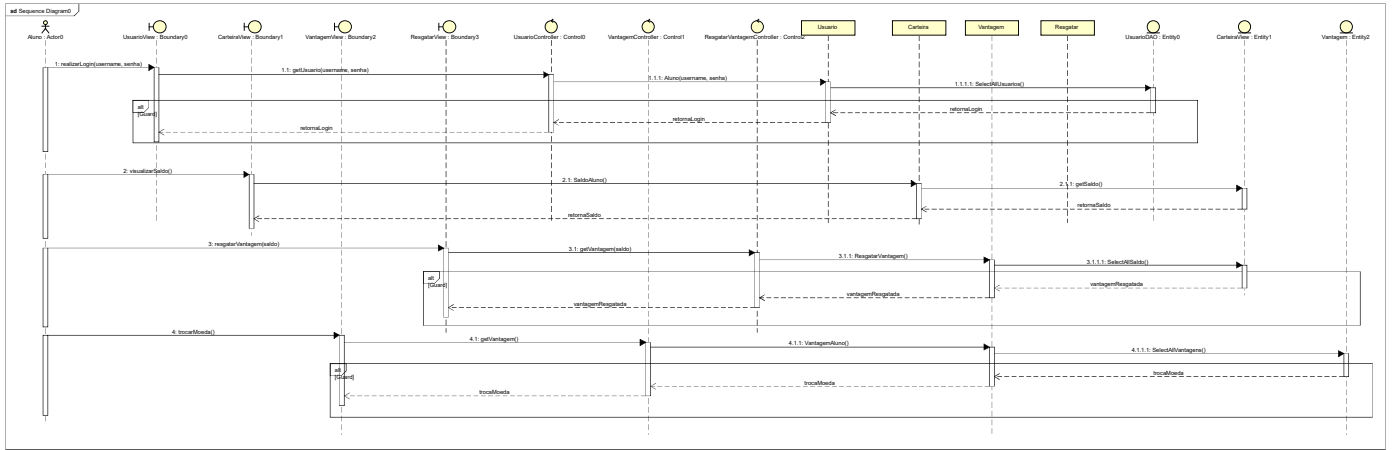 sd Sequence Diagram0
Aluno : Actor0
UsuarioView : Boundary0
CarteiraView : Boundary1
VantagemView : Boundary2
ResgatarView : Boundary3
UsuarioController : Control0
VantagemController : Control1
ResgatarVantagemController : Control2
Usuario
Carteira
Vantagem
Resgatar
UsuarioDAO : Entity0
CarteiraView : Entity1
Vantagem : Entity2
1: realizarLogin(username, senha)
1.1: getUsuario(username, senha)
1.1.1: Aluno(username, senha)
1.1.1.1: SelectAllUsuarios()
alt
[Guard]
retornaLogin
retornaLogin
retornaLogin
2: visualizarSaldo()
2.1: SaldoAluno()
2.1.1: getSaldo()
retornaSaldo
retornaSaldo
3: resgatarVantagem(saldo)
3.1: getVantagem(saldo)
3.1.1: ResgatarVantagem()
3.1.1.1: SelectAllSaldo()
alt
[Guard]
vantagemResgatada
vantagemResgatada
vantagemResgatada
4: trocarMoeda()
4.1: getVantagem()
4.1.1: VantagemAluno()
4.1.1.1: SelectAllVantagens()
alt
[Guard]
trocaMoeda
trocaMoeda
trocaMoeda